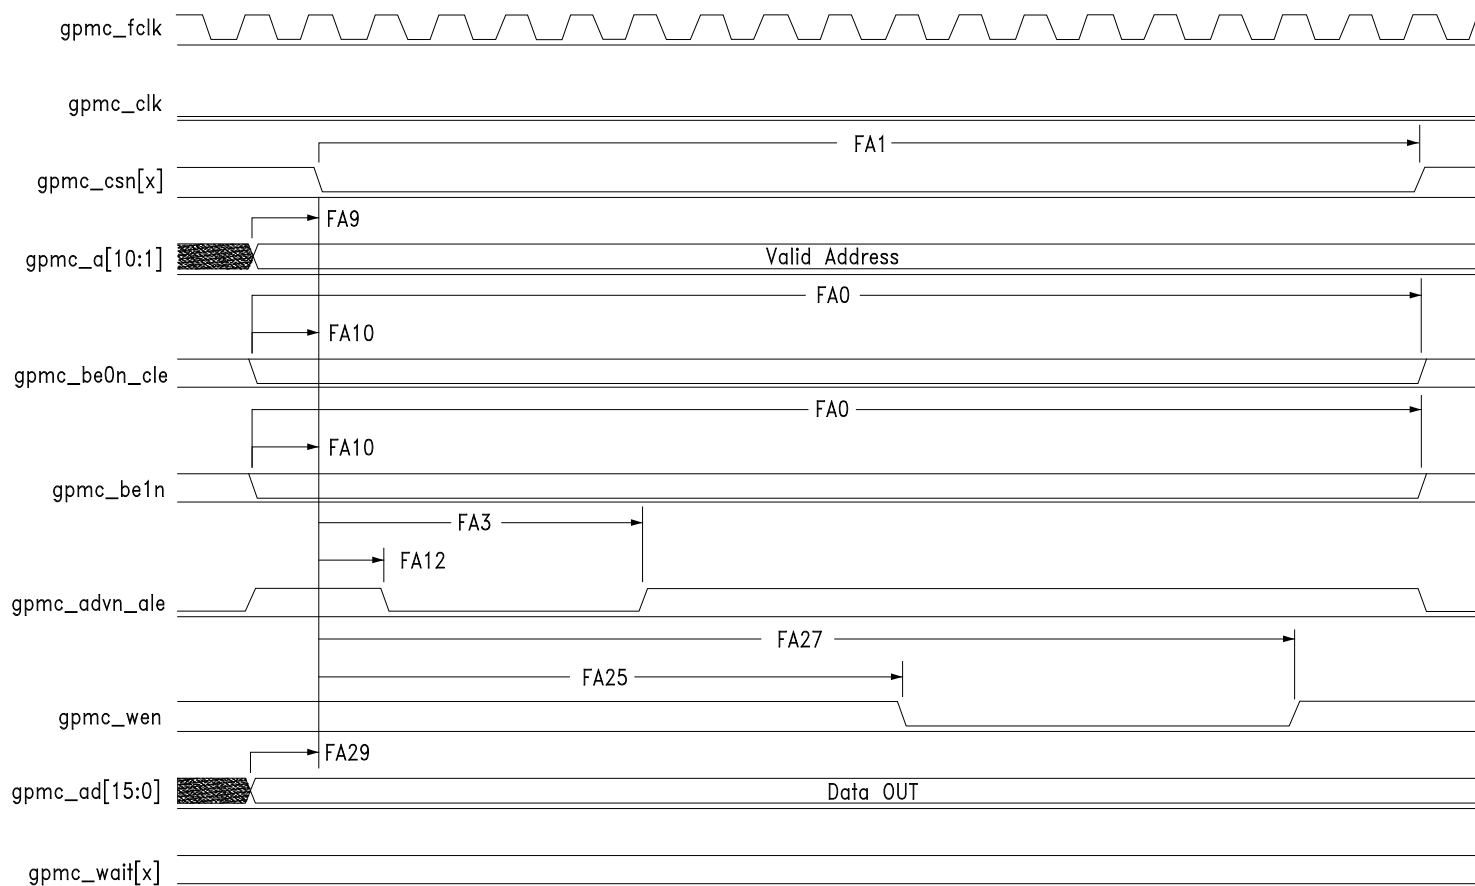 gpmc_fclk
gpmc_clk
FA1
gpmc_csn[x]
FA9
gpmc_a[10:1]
Valid Address
FA0
FA10
gpmc_be0n_cle
FA0
FA10
gpmc_be1n
FA3
FA12
gpmc_advn_ale
FA27
FA25
gpmc_wen
FA29
gpmc_ad[15:0]
Data OUT
gpmc_wait[x]